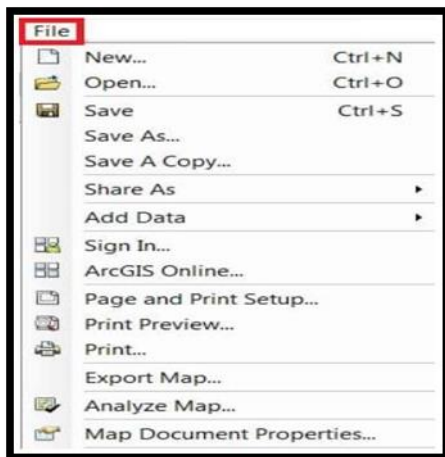 File
New... Ctrl+N
Open... Ctrl+O
Save Ctrl+S
Save As...
Save A Copy...
Share As
Add Data
Sign In...
ArcGIS Online...
Page and Print Setup...
Print Preview...
Print...
Export Map...
Analyze Map...
Map Document Properties...